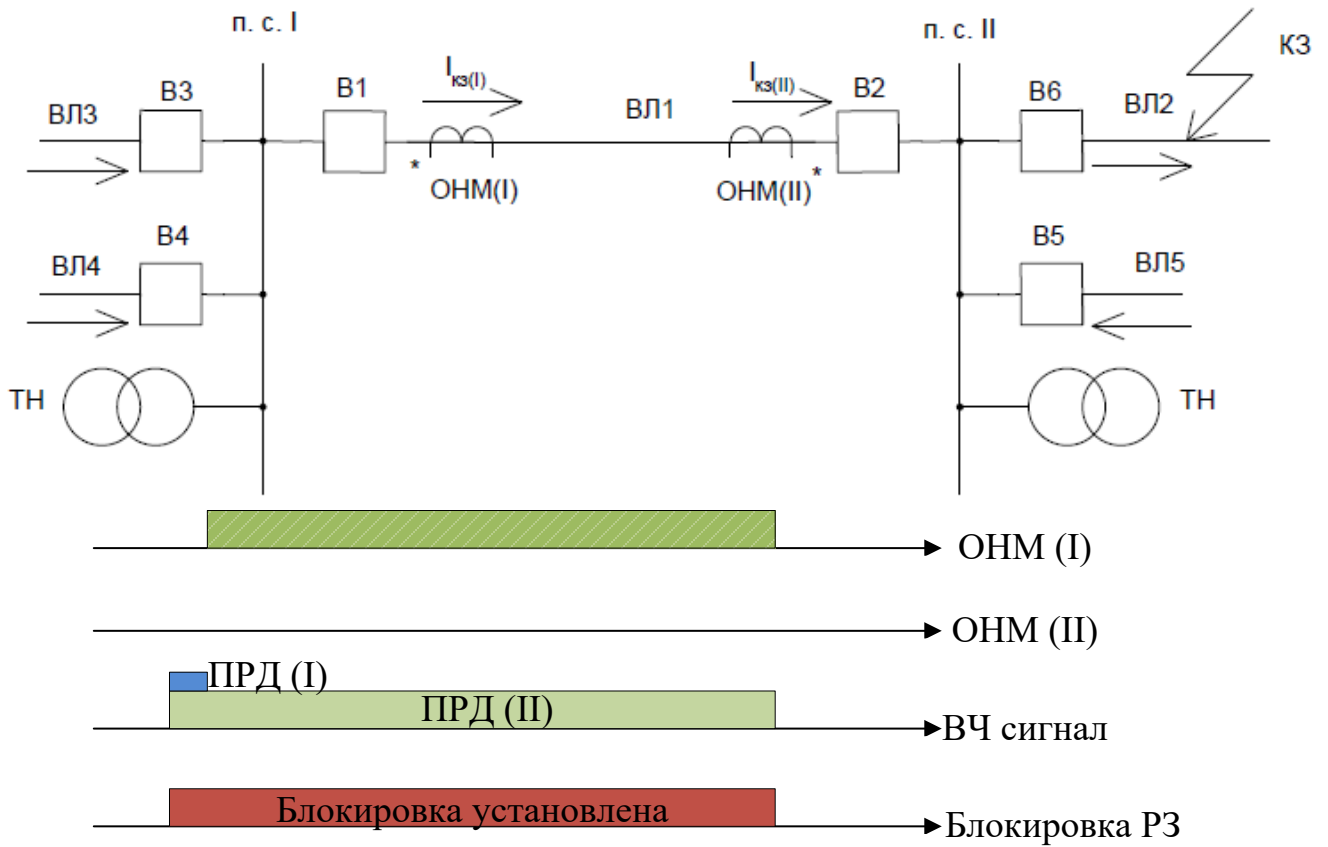 п. с. I
п. с. II
КЗ
Iкз(I)
Iкз(II)
В3
В1
В2
В6
ВЛ3
ВЛ1
ВЛ2
*
*
ОНМ(I)
ОНМ(II)
В4
В5
ВЛ4
ВЛ5
ТН
ТН
ОНМ (I)
ОНМ (II)
ПРД (I)
ПРД (II)
ВЧ сигнал
Блокировка установлена
Блокировка РЗ